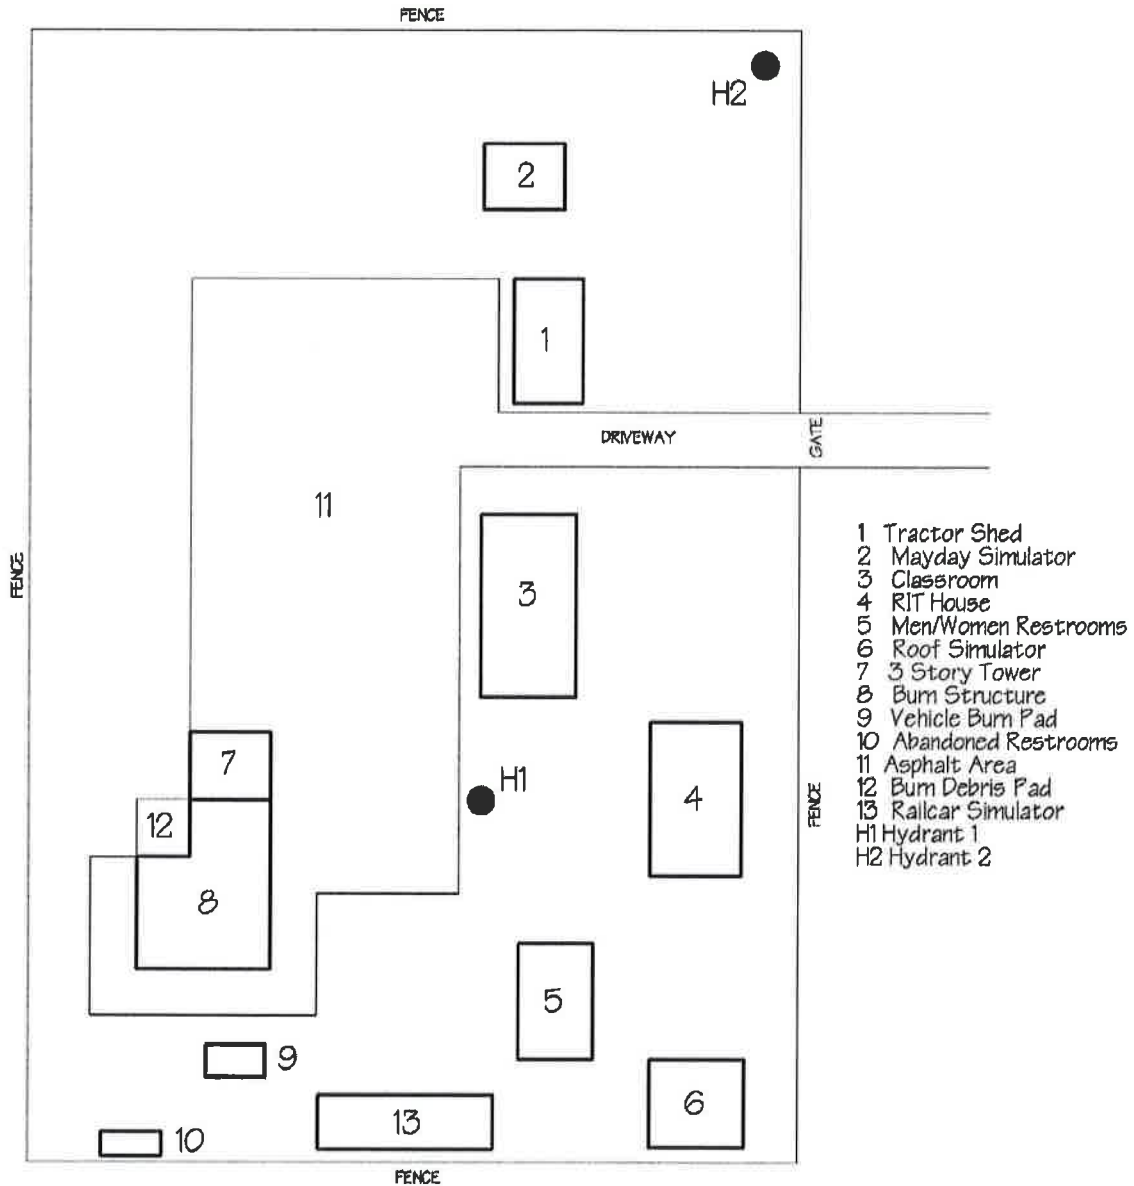 FENCE
H2
2
1
DRIVEWAY
GATE
11
FENCE
3
1 Tractor Shed
2 Mayday Simulator
3 Classroom
4 RIT House
5 Men/Women Restrooms
6 Roof Simulator
7 3 Story Tower
8 Burn Structure
9 Vehicle Burn Pad
10 Abandoned Restrooms
11 Asphalt Area
12 Burn Debris Pad
13 Railcar Simulator
H1 Hydrant 1
H2 Hydrant 2
7
H1
4
FENCE
12
8
5
9
6
13
10
FENCE